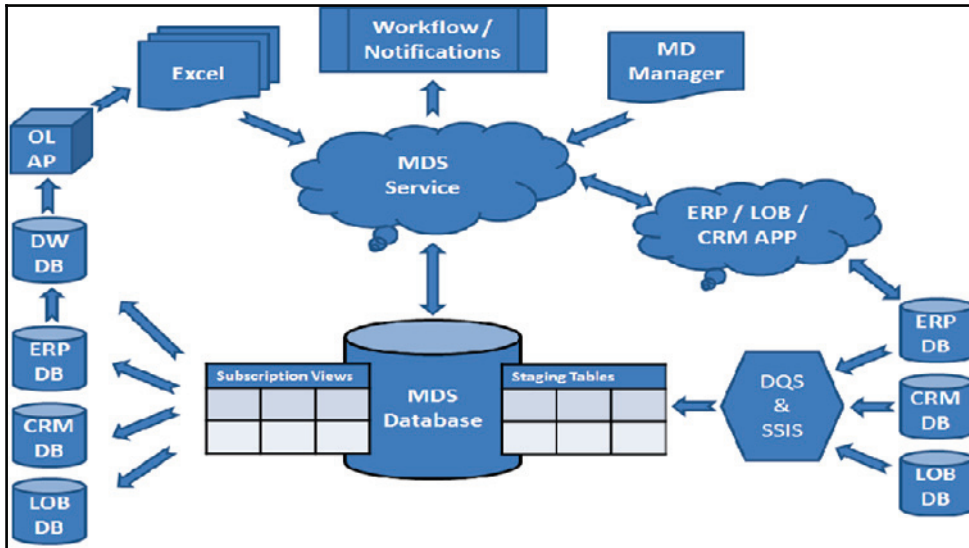 Workflow /
Notifications
Excel
MD
Manager
OL
AP
MDS
Service
ERP / LOB /
CRM APP
DW
DB
ERP
DB
CRM
DB
LOB
DB
Subscription Views
MDS
Database
Staging Tables
DQS
&
SSIS
ERP
DB
CRM
DB
LOB
DB